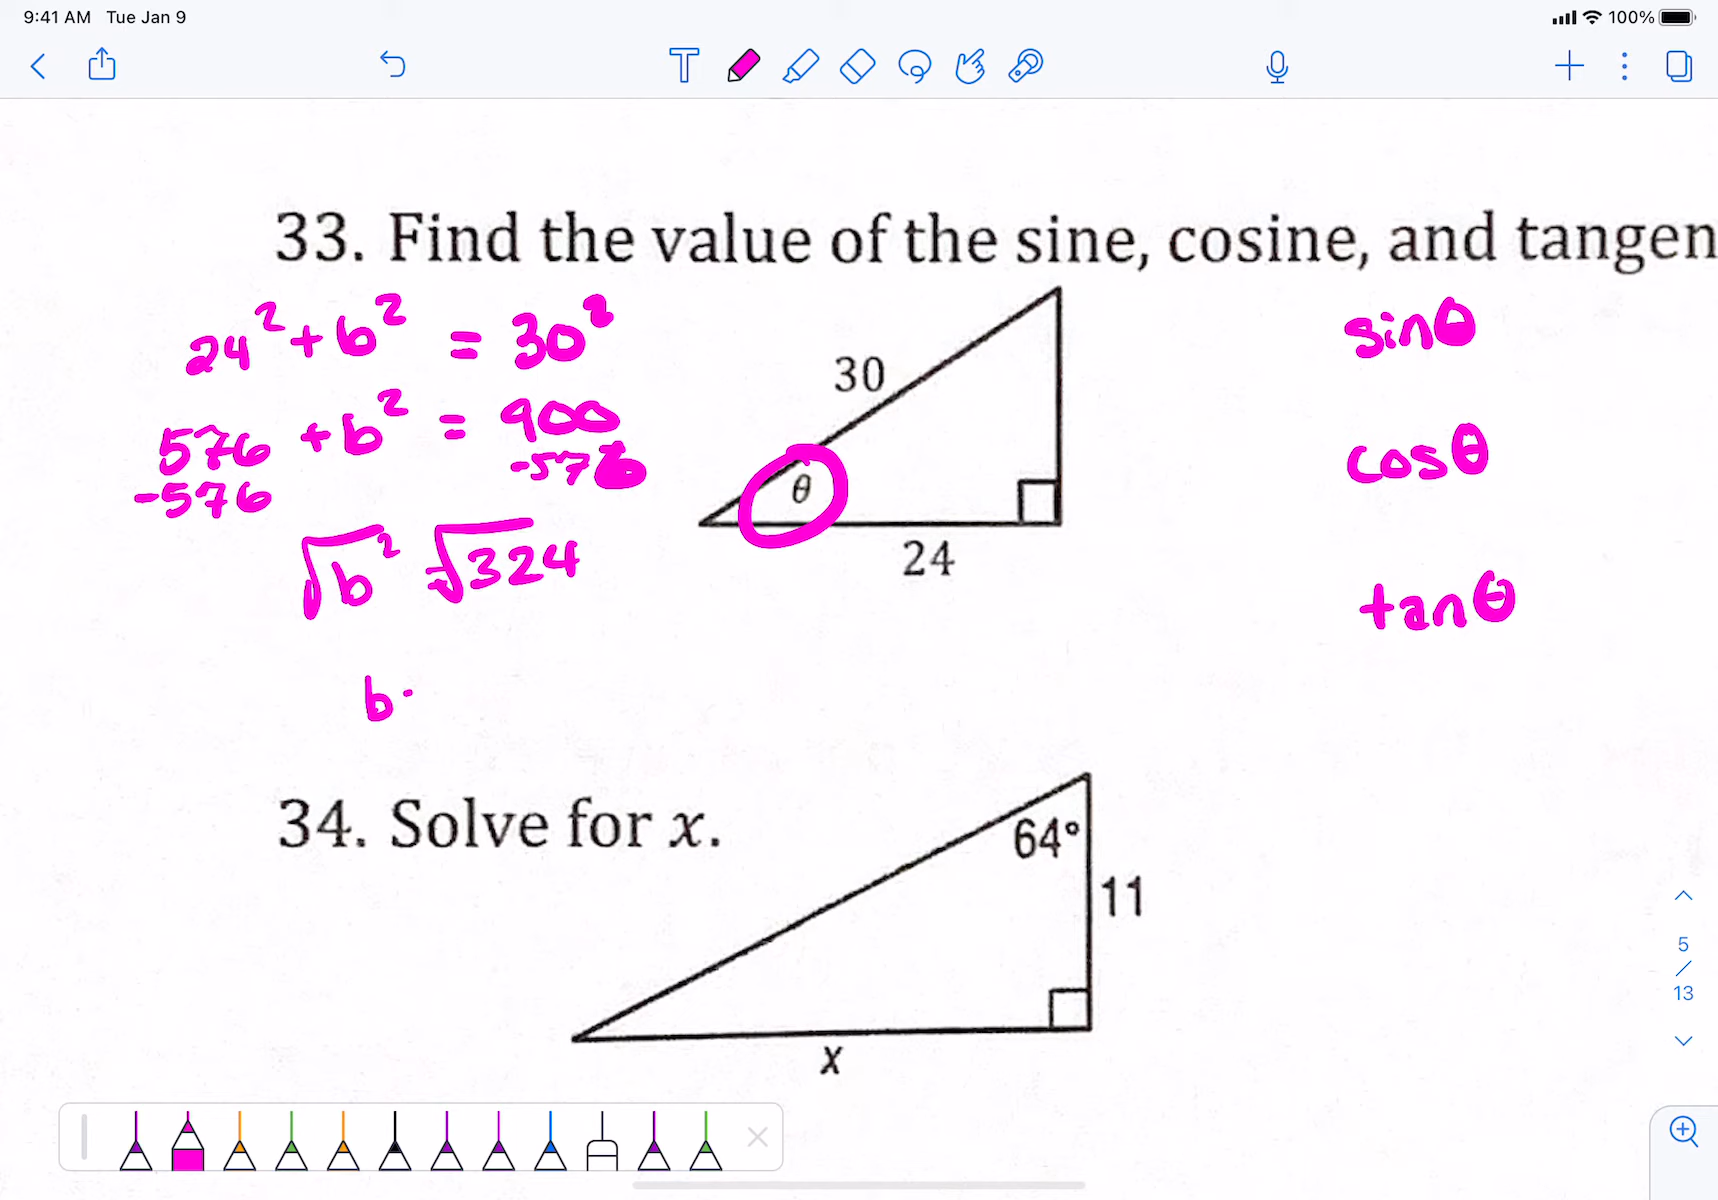 9:41 AM Tue Jan 9
100%
T
33. Find the value of the sine, cosine, and tangen
24² + b² = 30²
sinθ
30
576 + b² = 900
-576 -576
cosθ
θ
24
√b² = √324
tanθ
b
34. Solve for x.
64°
11
5
/
13
x